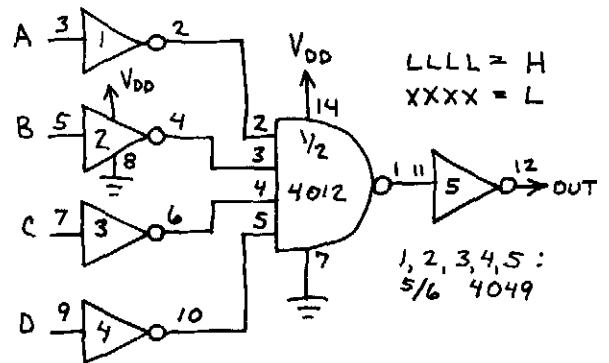 A 3 1 2
V_DD
B 5 2 4
8
C 7 3 6
D 9 4 10
V_DD
14
2 1/2
3
4 4012
5
7
1 11 5 12 OUT
LLLL = H
XXXX = L
1, 2, 3, 4, 5 :
5/6 4049